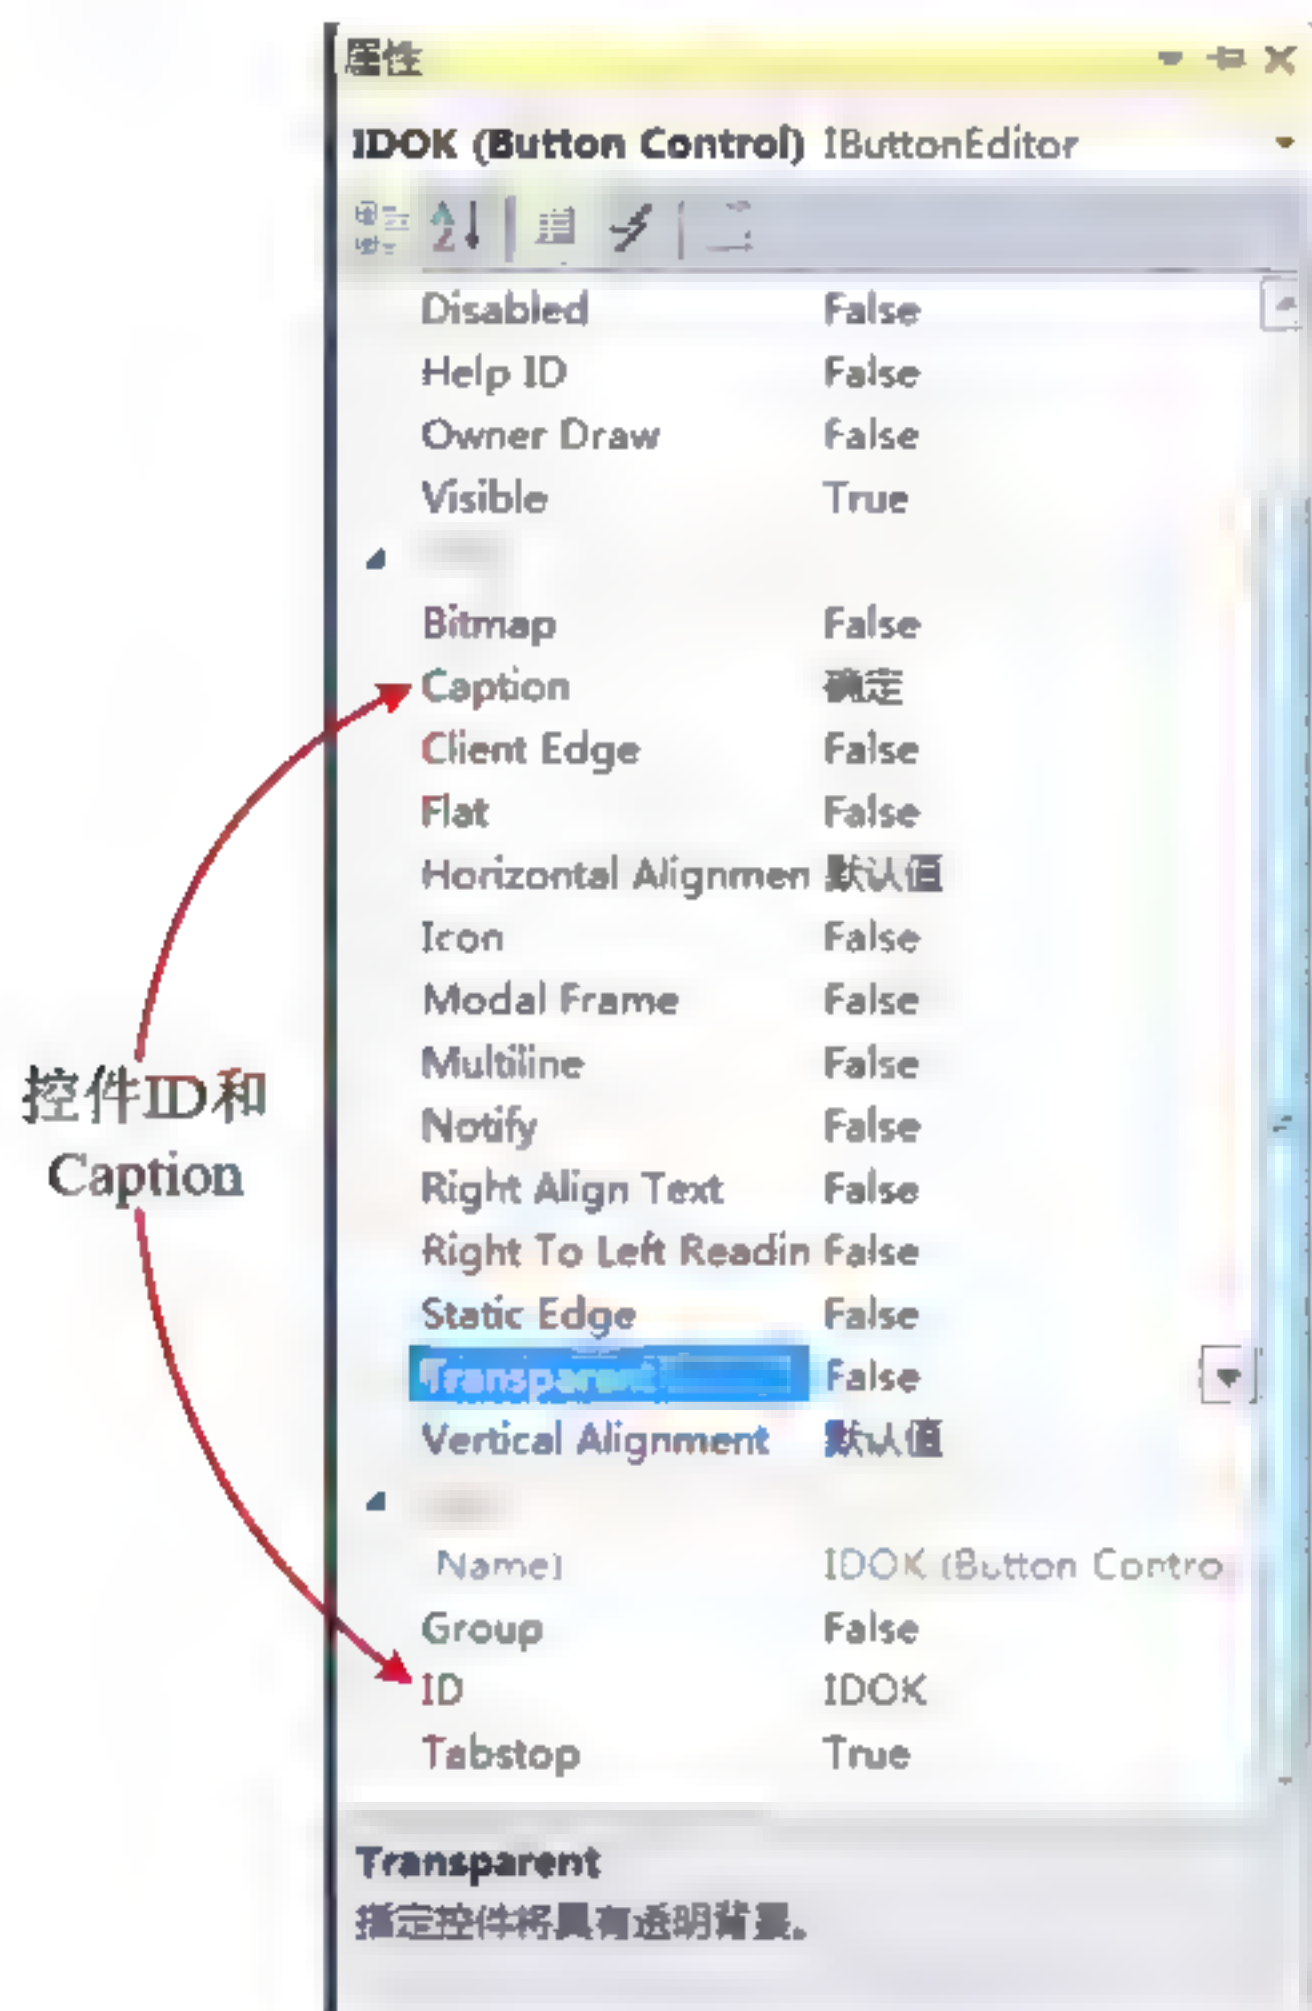 属性
IDOK (Button Control) IButtonEditor
Disabled False
Help ID False
Owner Draw False
Visible True
Bitmap False
Caption 确定
Client Edge False
Flat False
Horizontal Alignmen 默认值
Icon False
Modal Frame False
Multiline False
Notify False
Right Align Text False
Right To Left Readin False
Static Edge False
Transparent False
Vertical Alignment 默认值
Name) IDOK (Button Contro
Group False
ID IDOK
Tabstop True
Transparent
指定控件将具有透明背景。
控件ID和
Caption